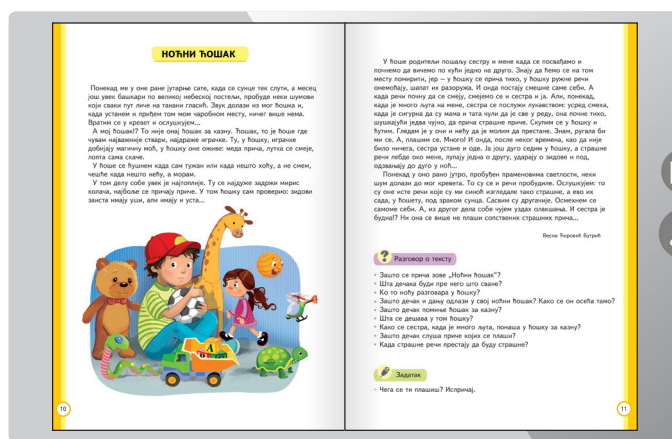 НОЋНИ ЋОШАК
Понекад ме у оне ране јутарње сате, када се сунце тек слути, а месец
још увек башкари по великој небеској постељи, пробуде неки шумови
који сваки пут личе на танани гласић. Звук долази из мог ћошка и,
када устанем и приђем том мом чаробном месту, ничег више нема.
Вратим се у кревет и ослушкујем...
А мој ћошак!? То није онај ћошак за казну. Ћошак, то је ћоше где
чувам најважније ствари, најдраже играчке. Ту, у ћошку, играчке
добијају магичну моћ, у ћошку оне оживе: меда прича, лутка се смеје,
лопта сама скаче.
У ћоше се ћушнем када сам тужан или када нешто хоћу, а не смем,
чешће када нешто нећу, а морам.
У том делу собе увек је најтоплије. Ту се најдуже задржи мирис
колача, најбоље се причају приче. У том ћошку сам проверио: зидови
заиста имају уши, али имају и уста...
10
У ћоше родитељи пошаљу сестру и мене када се посвађамо и
почнемо да вичемо по кући једно на друго. Знају да ћемо се на том
месту помирити, јер – у ћошку се прича тихо, у ћошку ружне речи
онемоћају, шапат их разоружа. И онда постају смешне саме себи. А
када речи почну да се смеју, смејемо се и сестра и ја. Али, понекад,
када је много љута на мене, сестра се послужи лукавством: усред смеха,
када је сигурна да су мама и тата чули да је све у реду, она почне тихо,
шушкајући једва чујно, да прича страшне приче. Скупим се у ћошку и
ћутим. Гледам је у очи и нећу да је молим да престане. Знам, ругала би
ми се. А, плашим се. Много! И онда, после неког времена, као да није
било ничега, сестра устане и оде. Ја још дуго седим у ћошку, а страшне
речи лебде око мене, лупају једна о другу, ударају о зидове и под,
одзвањају до дуго у ноћ...
Понекад у оно рано јутро, пробуђен праменовима светлости, неки
шум долази до мог кревета. То су се и речи пробудиле. Ослушкујем: то
су оне исте речи које су ми синоћ изгледале тако страшне, а ево их
сада, у ћошету, под зраком сунца. Сасвим су другачије. Осмехнем се
самоме себи. А, из другог дела собе чујем уздах олакшања. И сестра је
будна!? Ни она се више не плаши сопствених страшних прича...
Весна Ћоровић Бутрић
? Разговор о тексту
• Зашто се прича зове „Ноћни ћошак“?
• Шта дечака буди пре него што сване?
• Ко то ноћу разговара у ћошку?
• Зашто дечак и дању одлази у свој ноћни ћошак? Како се он осећа тамо?
• Зашто дечак помиње ћошак за казну?
• Шта се дешава у том ћошку?
• Како се сестра, када је много љута, понаша у ћошку за казну?
• Зашто дечак слуша приче којих се плаши?
• Када страшне речи престају да буду страшне?
Задатак
• Чега се ти плашиш? Испричај.
11
А